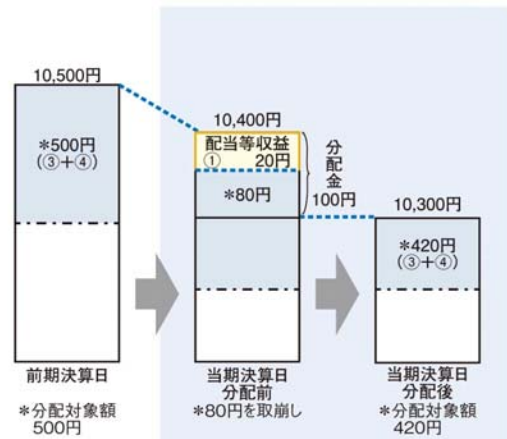 10,500円
*500円
(③+④)
前期決算日
*分配対象額
500円
10,400円
配当等収益
① 20円
*80円
分配金
100円
当期決算日
分配前
*80円を取崩し
10,300円
*420円
(③+④)
当期決算日
分配後
*分配対象額
420円